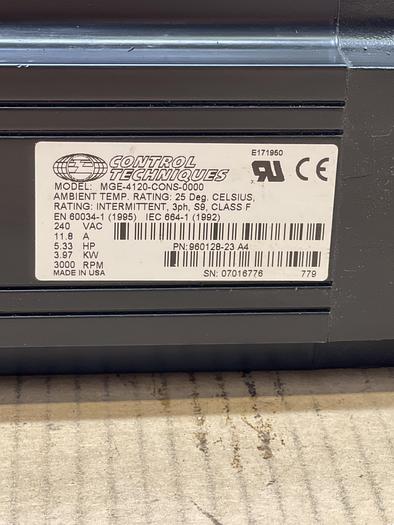 E171950
CONTROL TECHNIQUES
MODEL: MGE-4120-CONS-0000
AMBIENT TEMP. RATING: 25 Deg. CELSIUS,
RATING: INTERMITTENT, 3ph, S9, CLASS F
EN 60034-1 (1995) IEC 664-1 (1992)
240 VAC
11.8 A
5.33 HP PN:960128-23 A4
3.97 KW
3000 RPM
MADE IN USA SN: 07016776 779